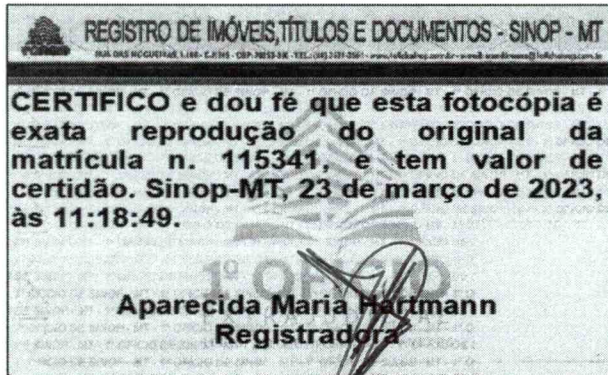 REGISTRO DE IMÓVEIS,TÍTULOS E DOCUMENTOS - SINOP - MT
CERTIFICO e dou fé que esta fotocópia é
exata reprodução do original da
matrícula n. 115341, e tem valor de
certidão. Sinop-MT, 23 de março de 2023,
às 11:18:49.
1º OFÍCIO
Aparecida Maria Hartmann
Registradora